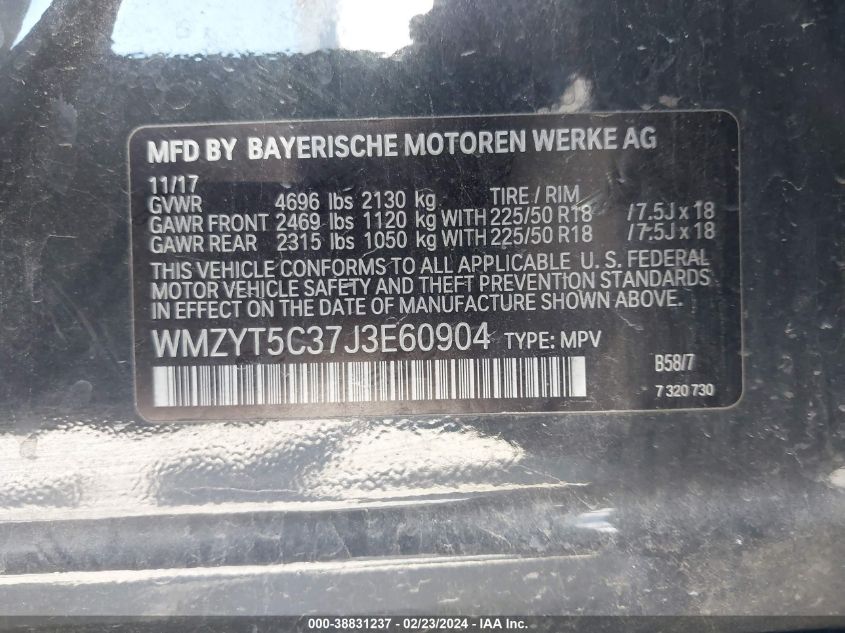 MFD BY BAYERISCHE MOTOREN WERKE AG
11/17
GVWR 4696 lbs 2130 kg TIRE / RIM
GAWR FRONT 2469 lbs 1120 kg WITH 225/50 R18 /7.5J x 18
GAWR REAR 2315 lbs 1050 kg WITH 225/50 R18 /7.5J x 18
THIS VEHICLE CONFORMS TO ALL APPLICABLE U. S. FEDERAL
MOTOR VEHICLE SAFETY AND THEFT PREVENTION STANDARDS
IN EFFECT ON THE DATE OF MANUFACTURE SHOWN ABOVE.
WMZYT5C37J3E60904 TYPE: MPV
B58/7
7 320 730
Copart: 000-38831237 - 02/23/2024 - IAA Inc.